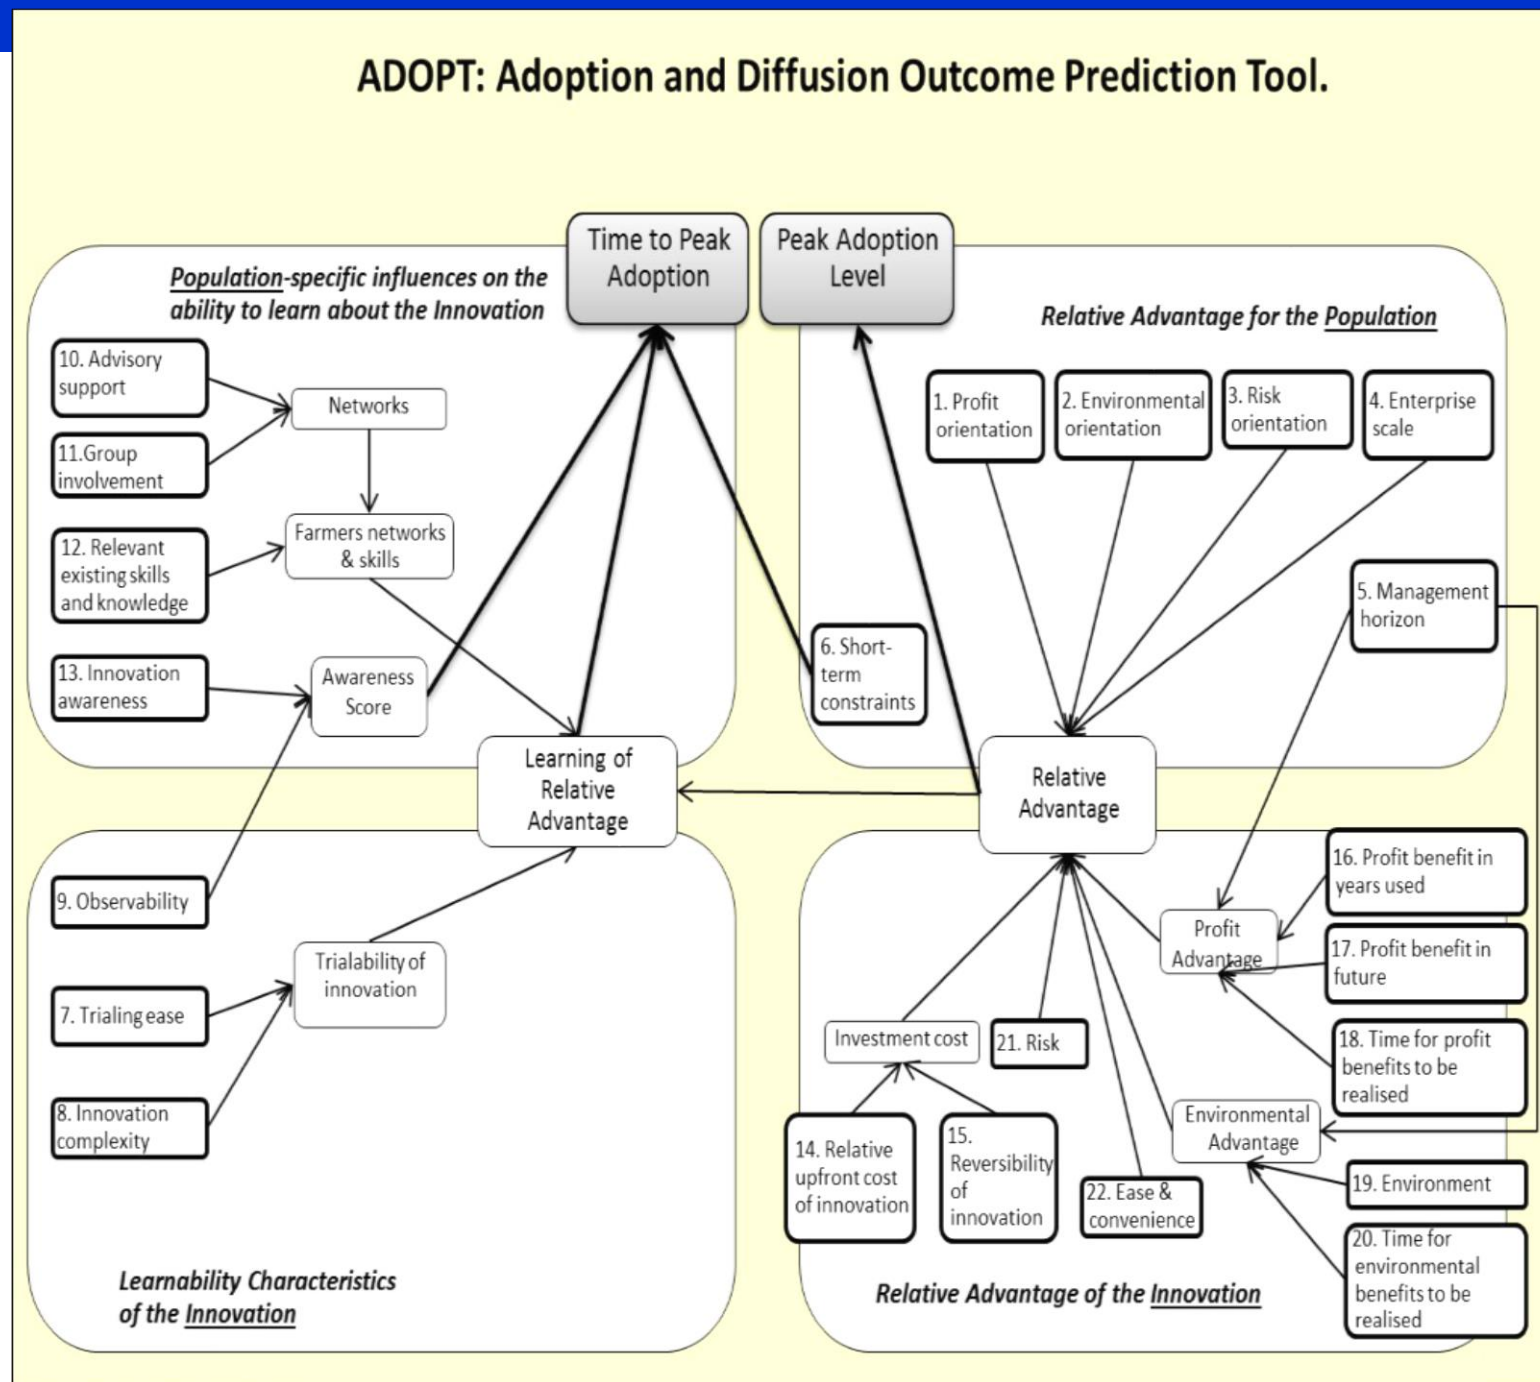 ADOPT: Adoption and Diffusion Outcome Prediction Tool.
Time to Peak
Adoption
Peak Adoption
Level
Population-specific influences on the
ability to learn about the Innovation
10. Advisory
support
Networks
11.Group
involvement
12. Relevant
existing skills
and knowledge
Farmers networks
& skills
13. Innovation
awareness
Awareness
Score
Relative Advantage for the Population
1. Profit
orientation
2. Environmental
orientation
3. Risk
orientation
4. Enterprise
scale
5. Management
horizon
6. Short-
term
constraints
Learning of
Relative
Advantage
Relative
Advantage
9. Observability
Trialability of
innovation
7. Trialing ease
8. Innovation
complexity
Learnability Characteristics
of the Innovation
16. Profit benefit in
years used
Profit
Advantage
17. Profit benefit in
future
18. Time for profit
benefits to be
realised
Investment cost
21. Risk
14. Relative
upfront cost
of innovation
15.
Reversibility
of
innovation
22. Ease &
convenience
Environmental
Advantage
19. Environment
20. Time for
environmental
benefits to be
realised
Relative Advantage of the Innovation